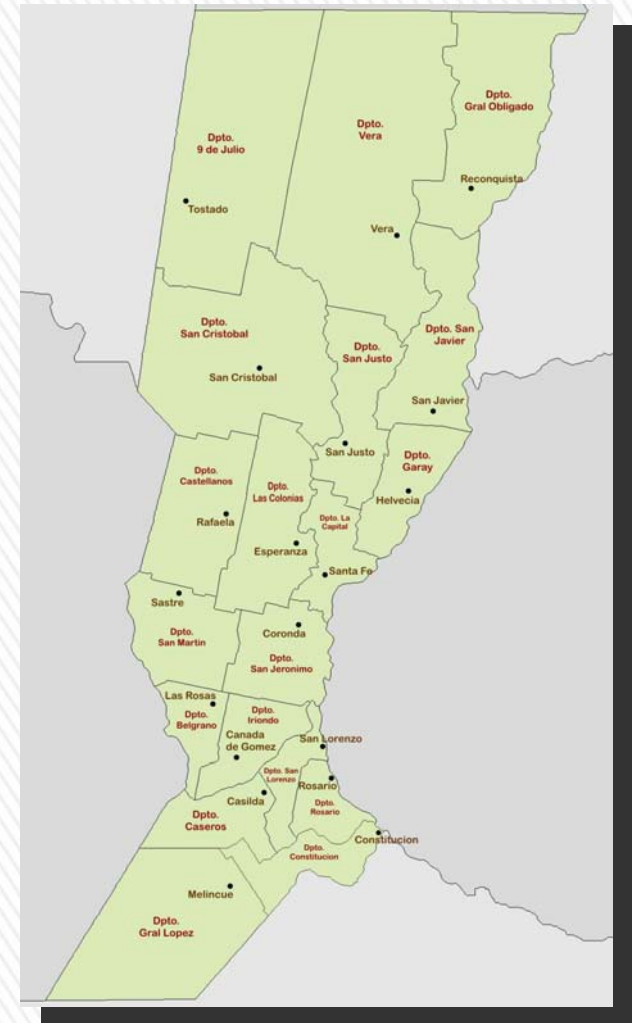 Dpto.
Gral Obligado
Dpto.
Vera
Dpto.
9 de Julio
Reconquista
Tostado
Vera
Dpto.
San Cristobal
Dpto. San
Javier
Dpto.
San Justo
San Cristobal
San Javier
San Justo
Dpto.
Garay
Dpto.
Castellanos
Dpto.
Las Colonias
Helvecia
Rafaela
Dpto. La
Capital
Esperanza
Santa Fe
Sastre
Coronda
Dpto.
San Martin
Dpto.
San Jeronimo
Las Rosas
Dpto.
Belgrano
Dpto.
Iriondo
Canada
de Gomez
San Lorenzo
Dpto. San
Lorenzo
Rosario
Casilda
Dpto.
Rosario
Dpto.
Caseros
Constitucion
Dpto.
Constitucion
Melincue
Dpto.
Gral Lopez